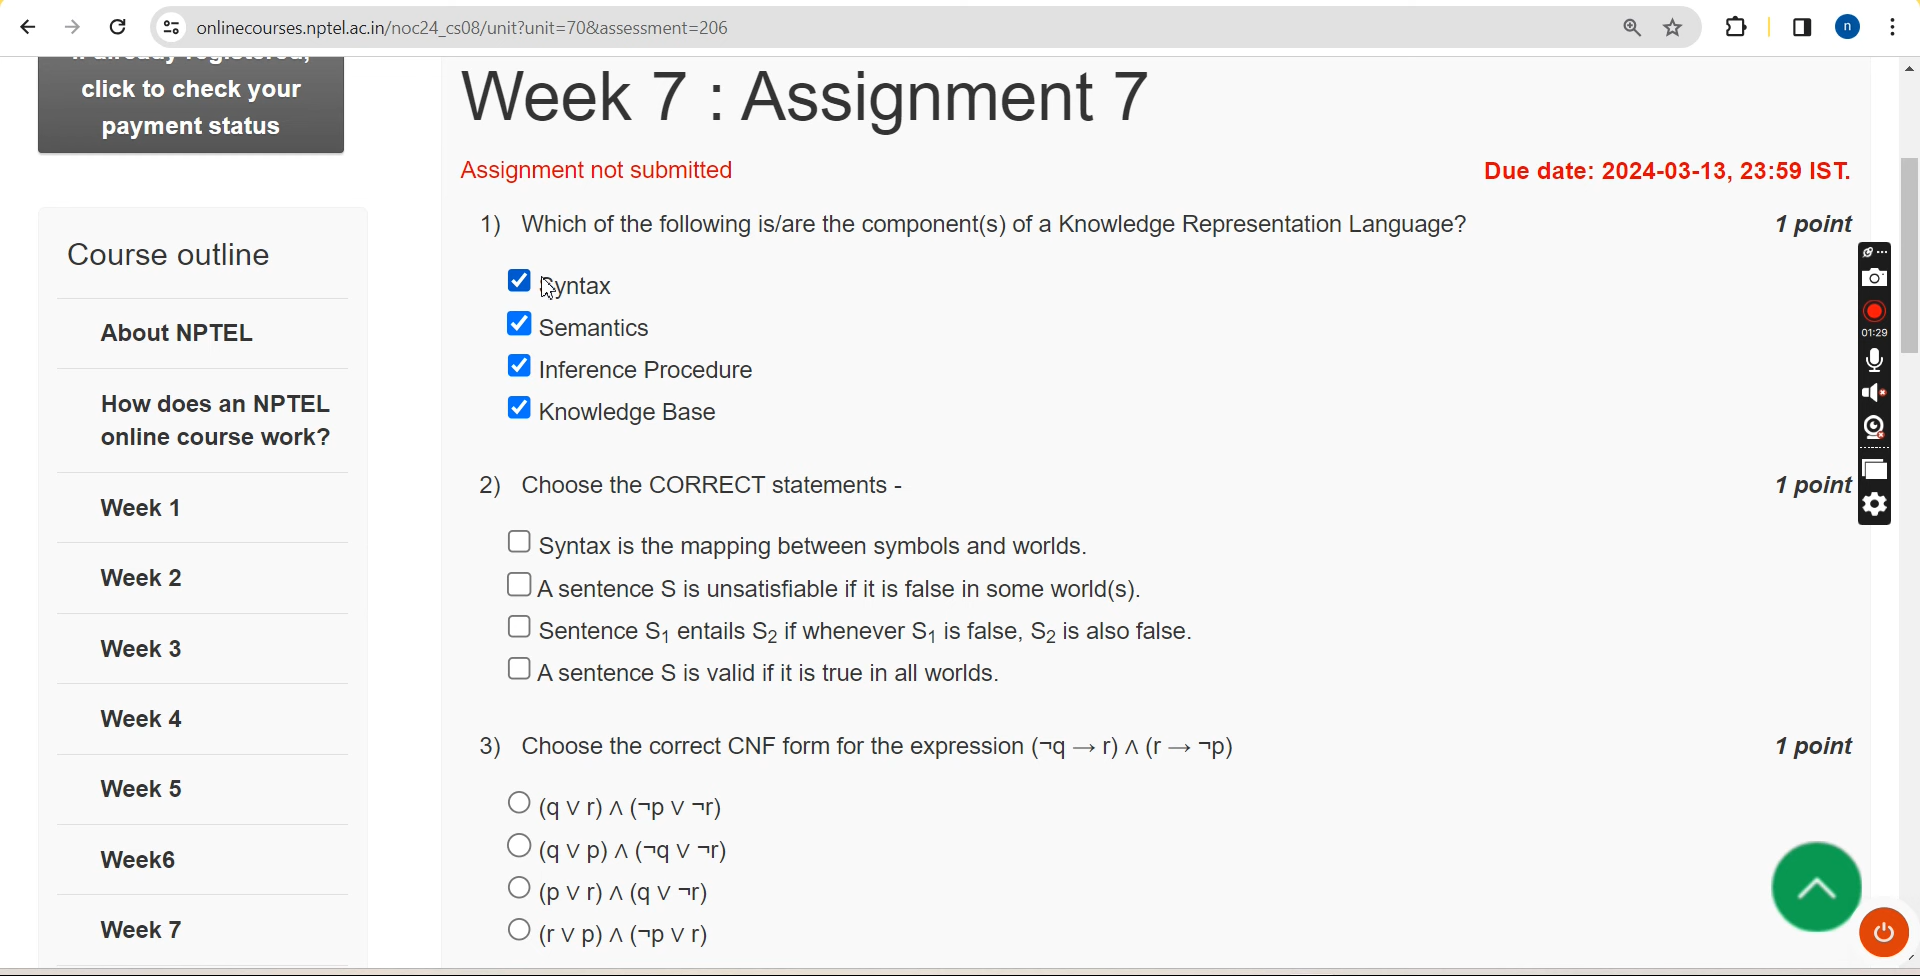 onlinecourses.nptel.ac.in/noc24_cs08/unit?unit=70&assessment=206
n
click to check your
payment status
Week 7 : Assignment 7
Assignment not submitted
Due date: 2024-03-13, 23:59 IST.
Course outline
About NPTEL
How does an NPTEL
online course work?
Week 1
Week 2
Week 3
Week 4
Week 5
Week6
Week 7
1) Which of the following is/are the component(s) of a Knowledge Representation Language?
1 point
Syntax
Semantics
Inference Procedure
Knowledge Base
2) Choose the CORRECT statements -
1 point
Syntax is the mapping between symbols and worlds.
A sentence S is unsatisfiable if it is false in some world(s).
Sentence S₁ entails S₂ if whenever S₁ is false, S₂ is also false.
A sentence S is valid if it is true in all worlds.
3) Choose the correct CNF form for the expression (¬q → r) ∧ (r → ¬p)
1 point
(q ∨ r) ∧ (¬p ∨ ¬r)
(q ∨ p) ∧ (¬q ∨ ¬r)
(p ∨ r) ∧ (q ∨ ¬r)
(r ∨ p) ∧ (¬p ∨ r)
01:29